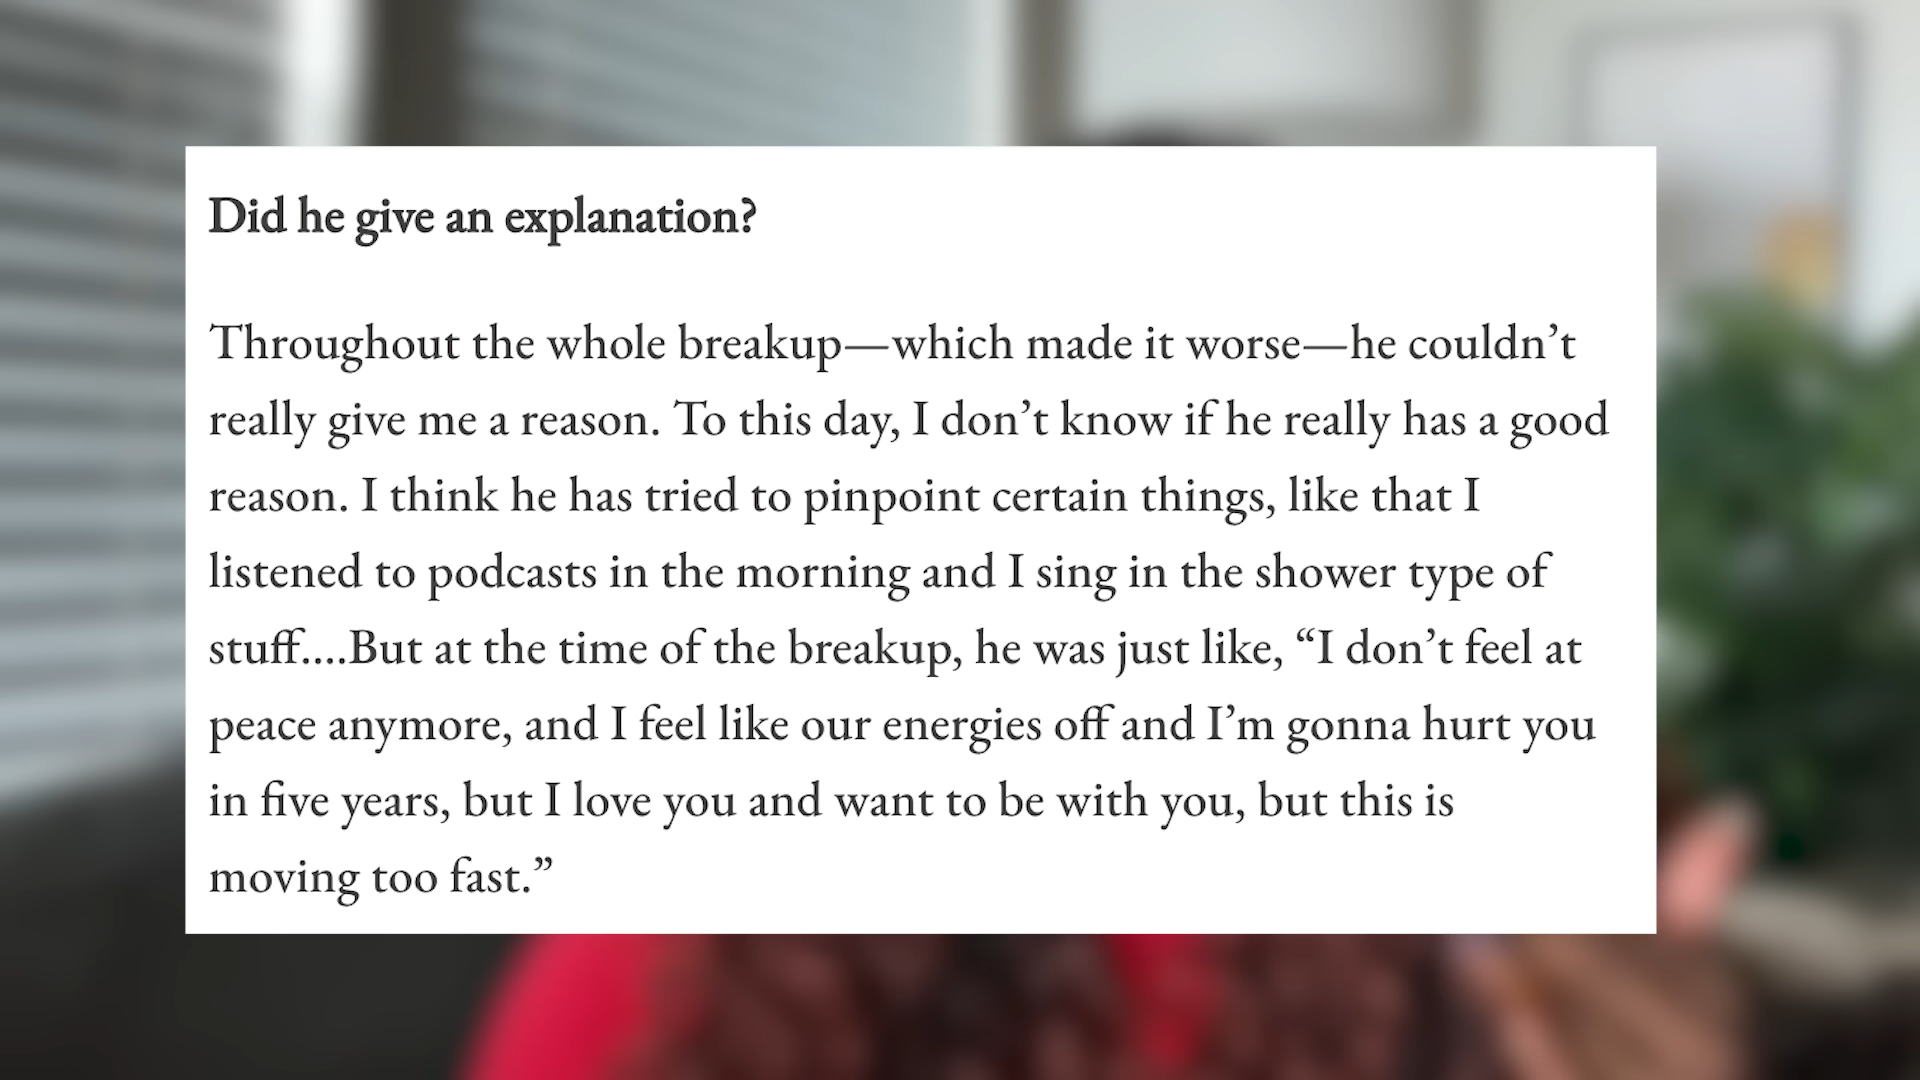 Did he give an explanation?
Throughout the whole breakup—which made it worse—he couldn’t
really give me a reason. To this day, I don’t know if he really has a good
reason. I think he has tried to pinpoint certain things, like that I
listened to podcasts in the morning and I sing in the shower type of
stuff....But at the time of the breakup, he was just like, “I don’t feel at
peace anymore, and I feel like our energies off and I’m gonna hurt you
in five years, but I love you and want to be with you, but this is
moving too fast.”